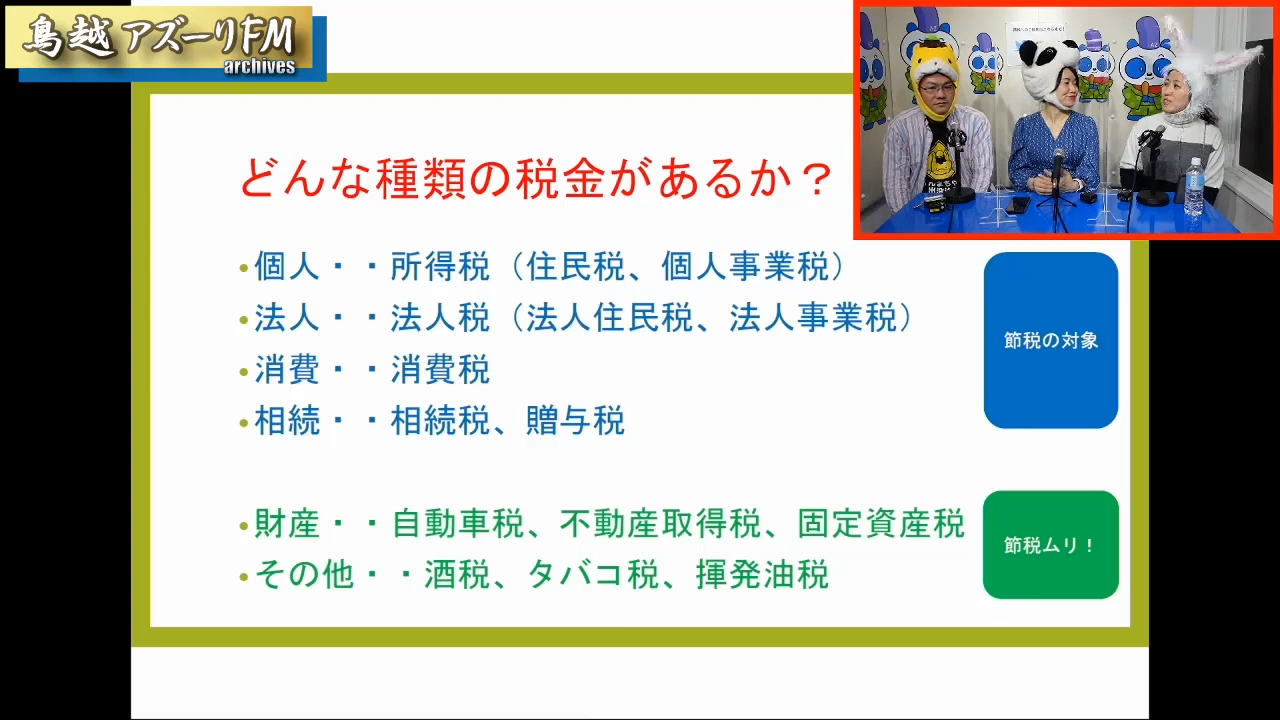 鳥越アズーリFM
archives
どんな種類の税金があるか？
•個人・・所得税（住民税、個人事業税）
•法人・・法人税（法人住民税、法人事業税）
•消費・・消費税
•相続・・相続税、贈与税
節税の対象
•財産・・自動車税、不動産取得税、固定資産税
•その他・・酒税、タバコ税、揮発油税
節税ムリ！